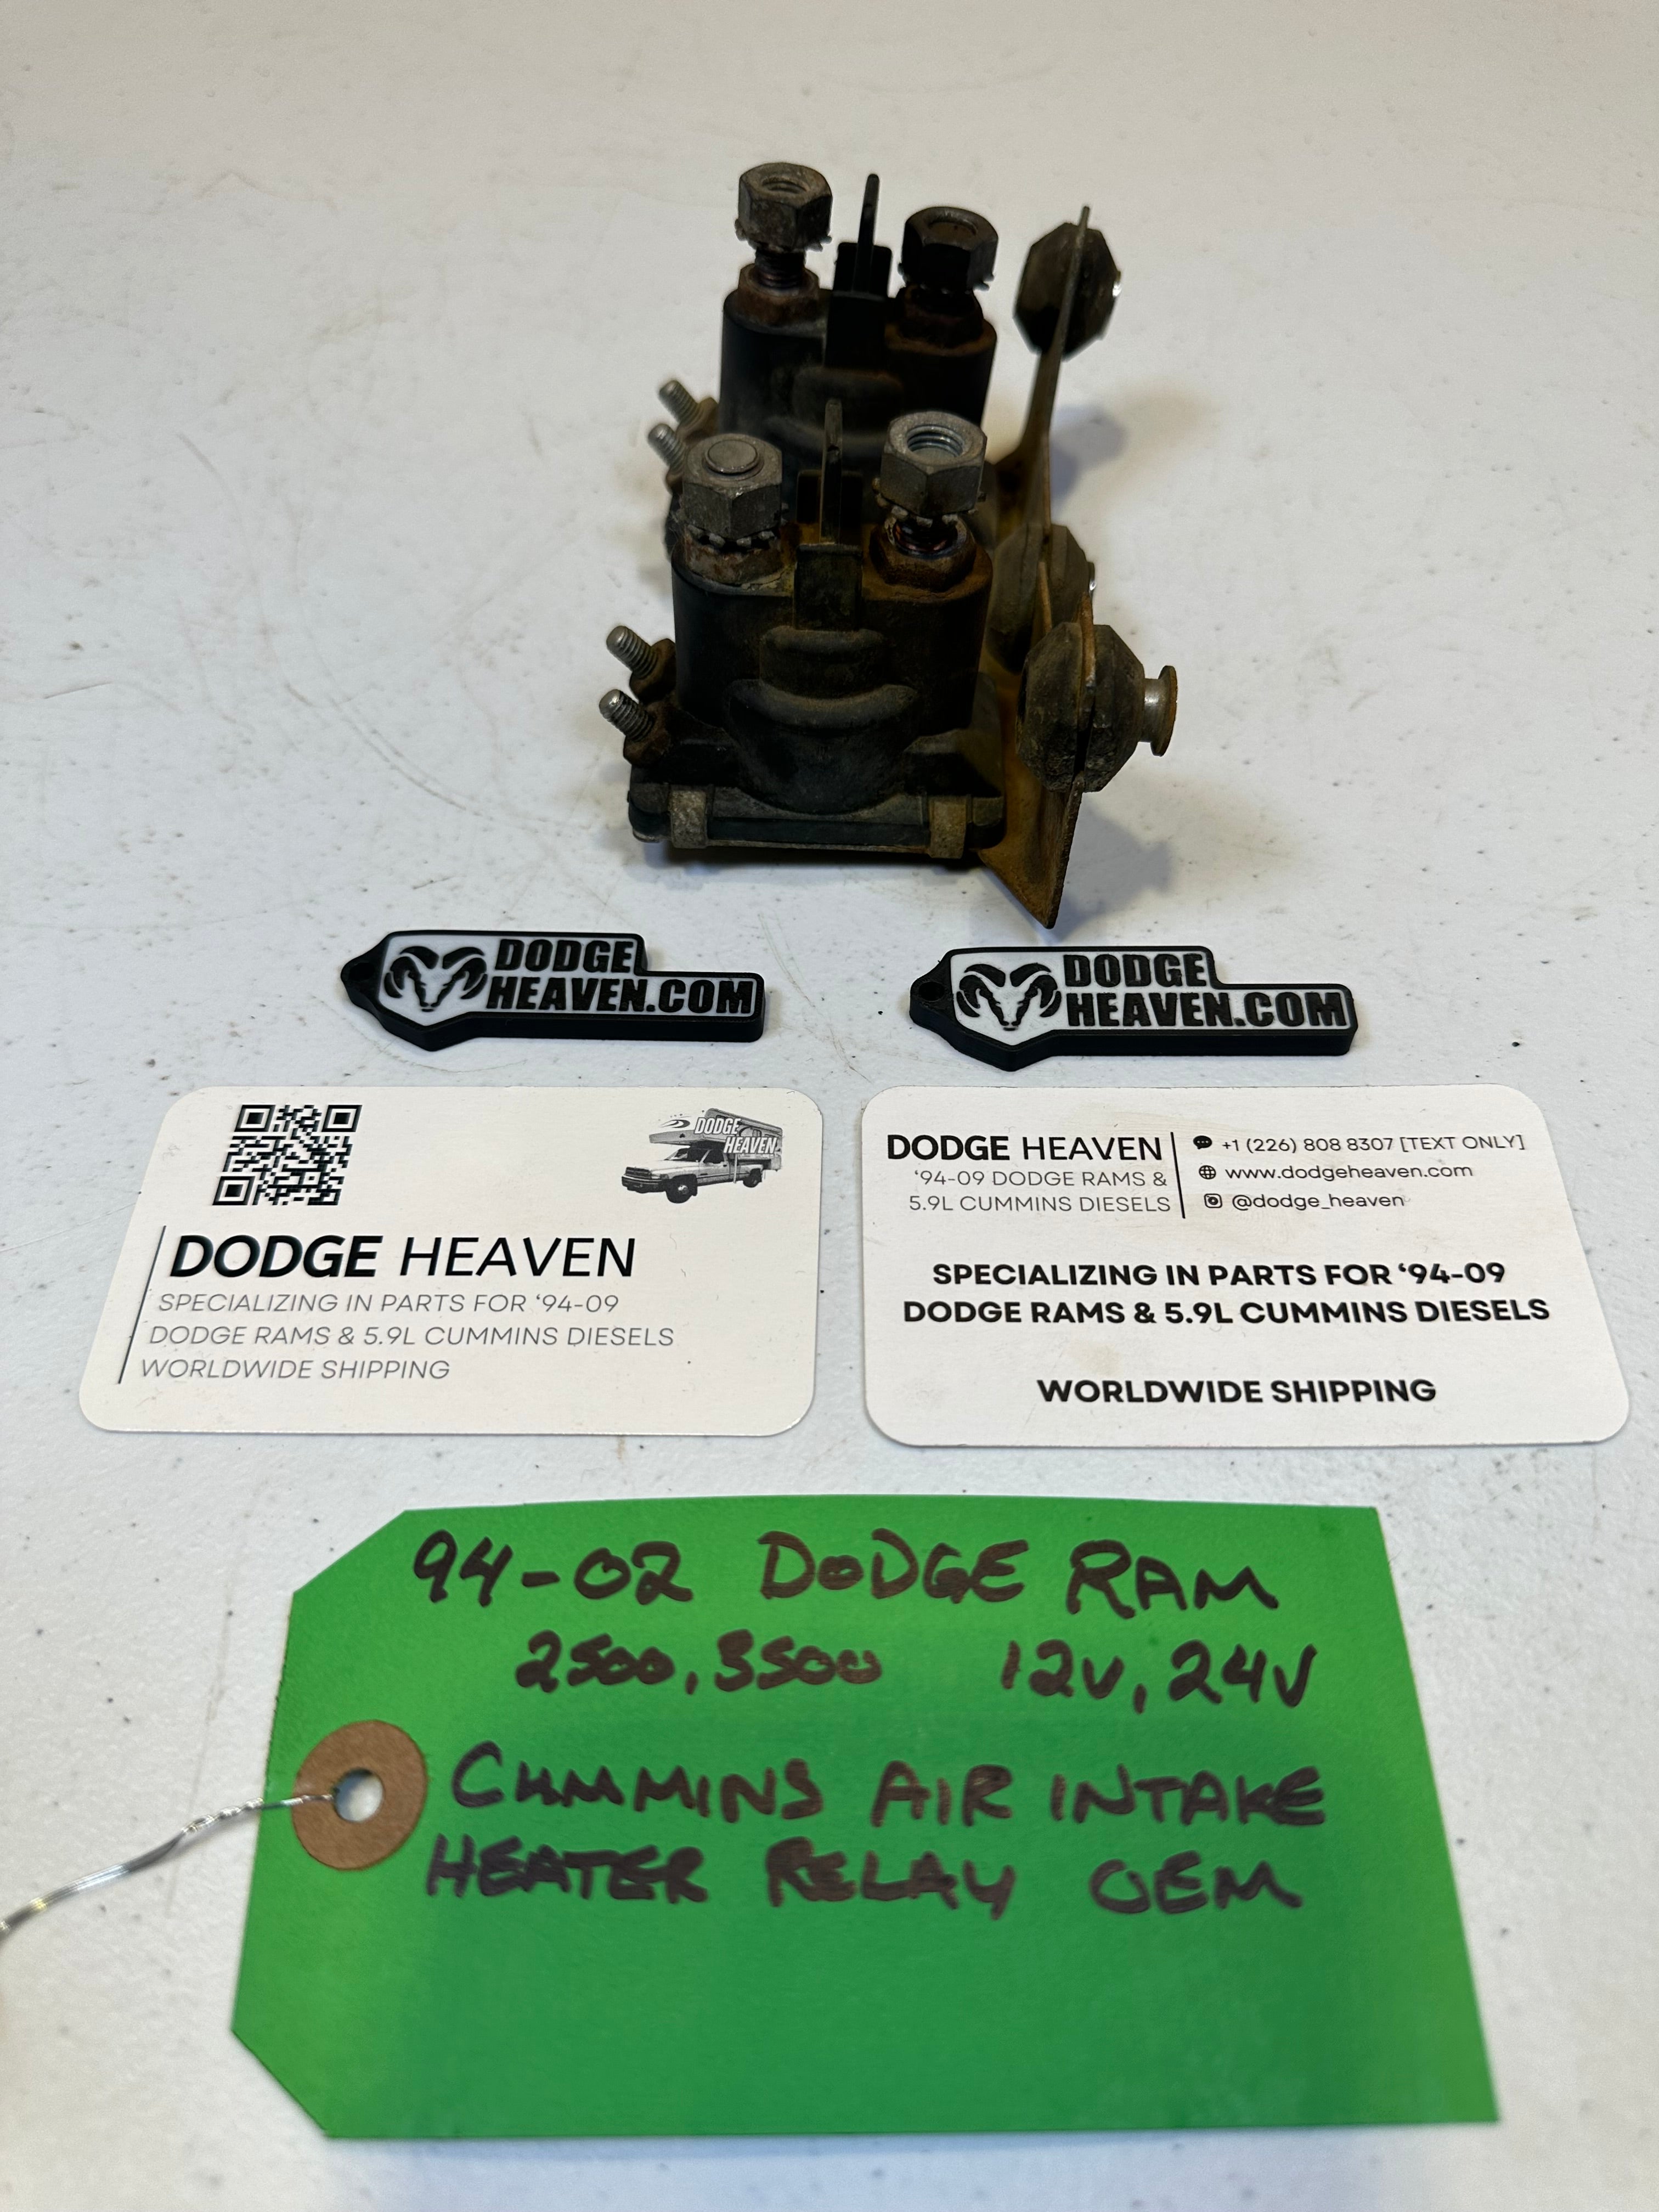 DODGE
HEAVEN.COM
DODGE
HEAVEN.COM
DODGE
HEAVEN
DODGE HEAVEN
SPECIALIZING IN PARTS FOR ‘94-09
DODGE RAMS & 5.9L CUMMINS DIESELS
WORLDWIDE SHIPPING
DODGE HEAVEN
‘94-09 DODGE RAMS &
5.9L CUMMINS DIESELS
+1 (226) 808 8307 [TEXT ONLY]
www.dodgeheaven.com
@dodge_heaven
SPECIALIZING IN PARTS FOR ‘94-09
DODGE RAMS & 5.9L CUMMINS DIESELS
WORLDWIDE SHIPPING
94-02 DODGE RAM
2500, 3500 12V, 24V
CUMMINS AIR INTAKE
HEATER RELAY OEM